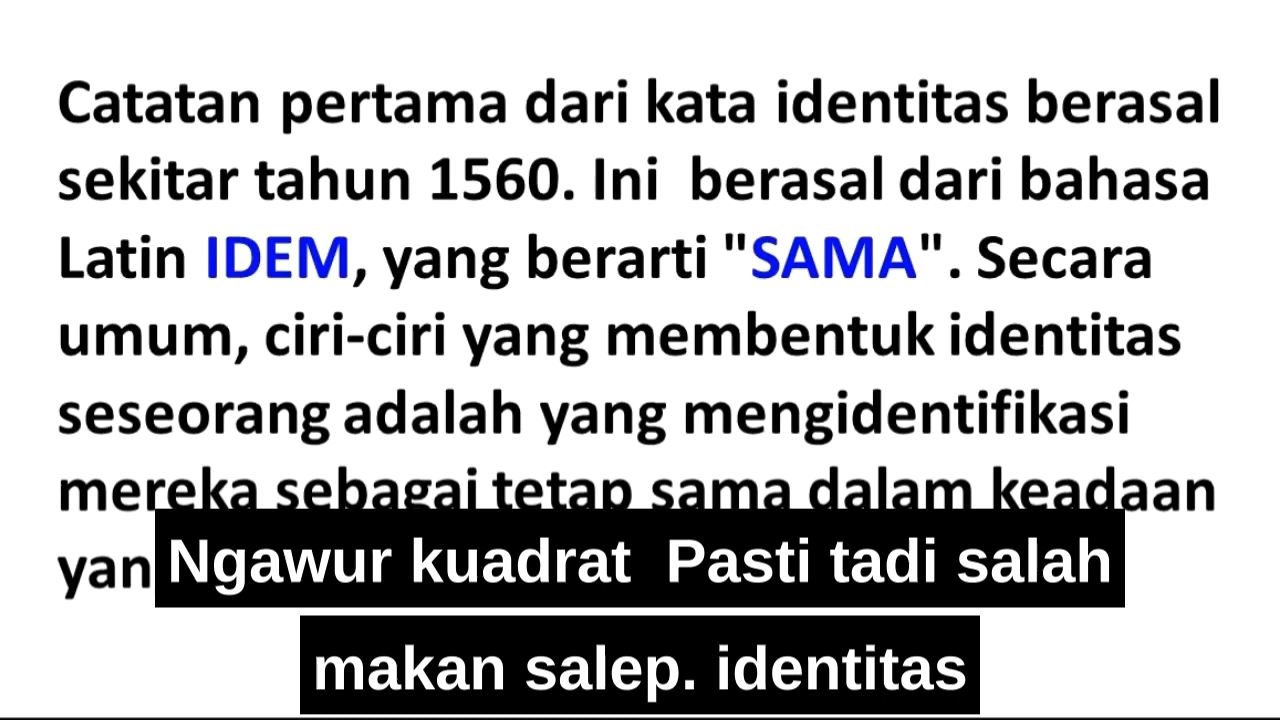 Catatan pertama dari kata identitas berasal
sekitar tahun 1560. Ini berasal dari bahasa
Latin IDEM, yang berarti "SAMA". Secara
umum, ciri-ciri yang membentuk identitas
seseorang adalah yang mengidentifikasi
mereka sebagai tetap sama dalam keadaan
Ngawur kuadrat Pasti tadi salah
makan salep. identitas